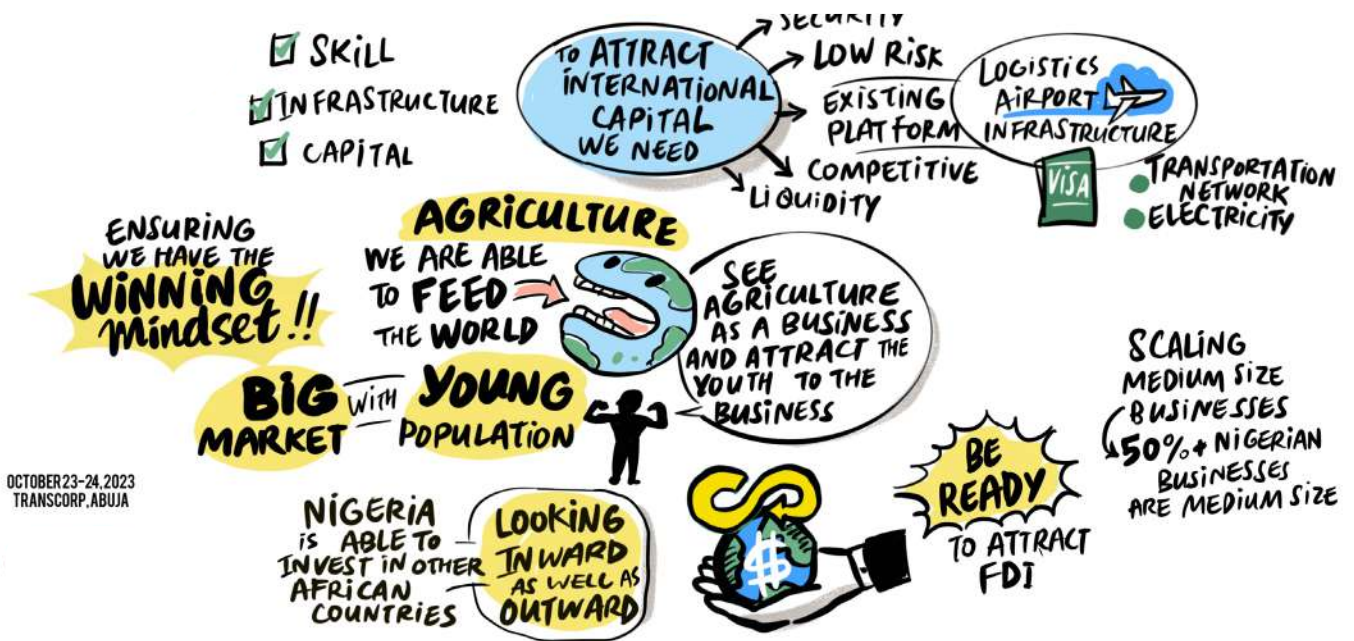 SKILL
INFRASTRUCTURE
CAPITAL
TO ATTRACT
INTERNATIONAL
CAPITAL
WE NEED
SECURITY
LOW RISK
EXISTING
PLATFORM
COMPETITIVE
LIQUIDITY
LOGISTICS
AIRPORT
INFRASTRUCTURE
VISA
TRANSPORTATION
NETWORK
ELECTRICITY
ENSURING
WE HAVE THE
WINNING
mindset!!
AGRICULTURE
WE ARE ABLE
TO FEED
THE WORLD
SEE
AGRICULTURE
AS A BUSINESS
AND ATTRACT THE
YOUTH TO THE
BUSINESS
BIG
MARKET
WITH
YOUNG
POPULATION
SCALING
MEDIUM SIZE
BUSINESSES
50%+ NIGERIAN
BUSINESSES
ARE MEDIUM SIZE
BE
READY
TO ATTRACT
FDI
OCTOBER 23-24, 2023
TRANSCORP, ABUJA
NIGERIA
is ABLE TO
INVEST IN OTHER
AFRICAN
COUNTRIES
LOOKING
INWARD
AS WELL AS
OUTWARD
$